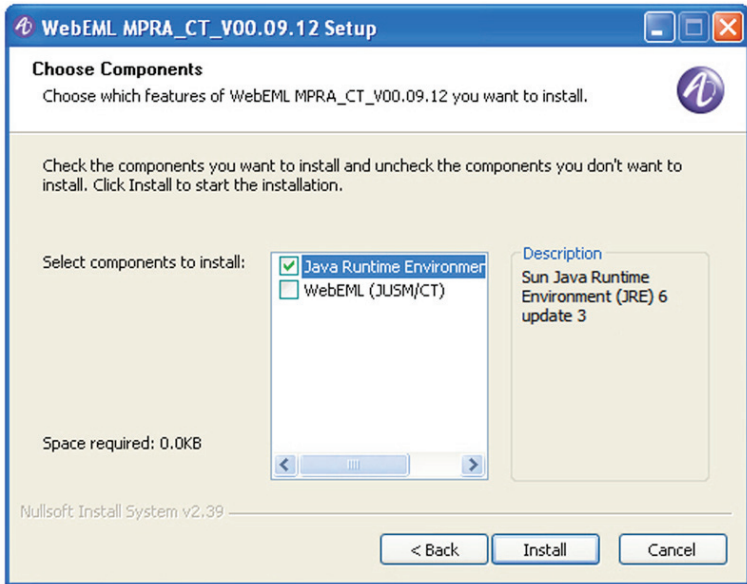 WebEML MPRA_CT_V00.09.12 Setup
Choose Components
Choose which features of WebEML MPRA_CT_V00.09.12 you want to install.
Check the components you want to install and uncheck the components you don't want to
install. Click Install to start the installation.
Select components to install:
Java Runtime Environmen
WebEML (JUSM/CT)
Description
Sun Java Runtime
Environment (JRE) 6
update 3
Space required: 0.0KB
Nullsoft Install System v2.39
< Back
Install
Cancel